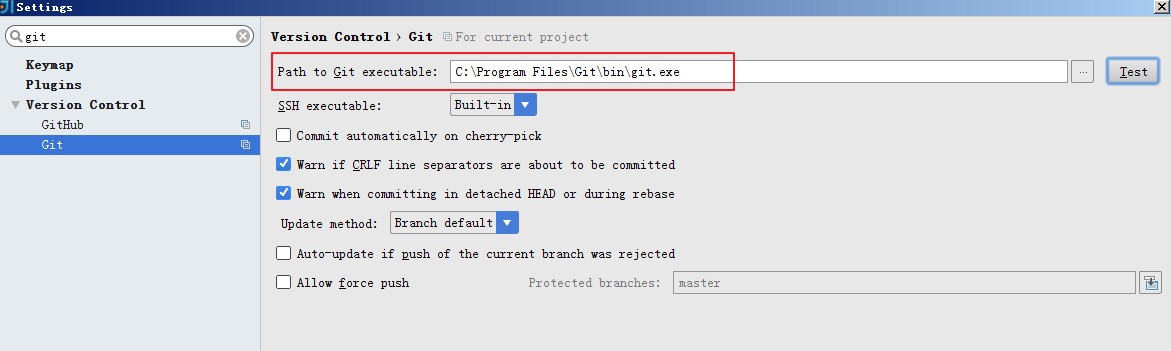 Settings
git
Keymap
Plugins
Version Control
GitHub
Git
Version Control › Git For current project
Path to Git executable: C:\Program Files\Git\bin\git.exe ... Test
SSH executable: Built-in
Commit automatically on cherry-pick
Warn if CRLF line separators are about to be committed
Warn when committing in detached HEAD or during rebase
Update method: Branch default
Auto-update if push of the current branch was rejected
Allow force push Protected branches: master